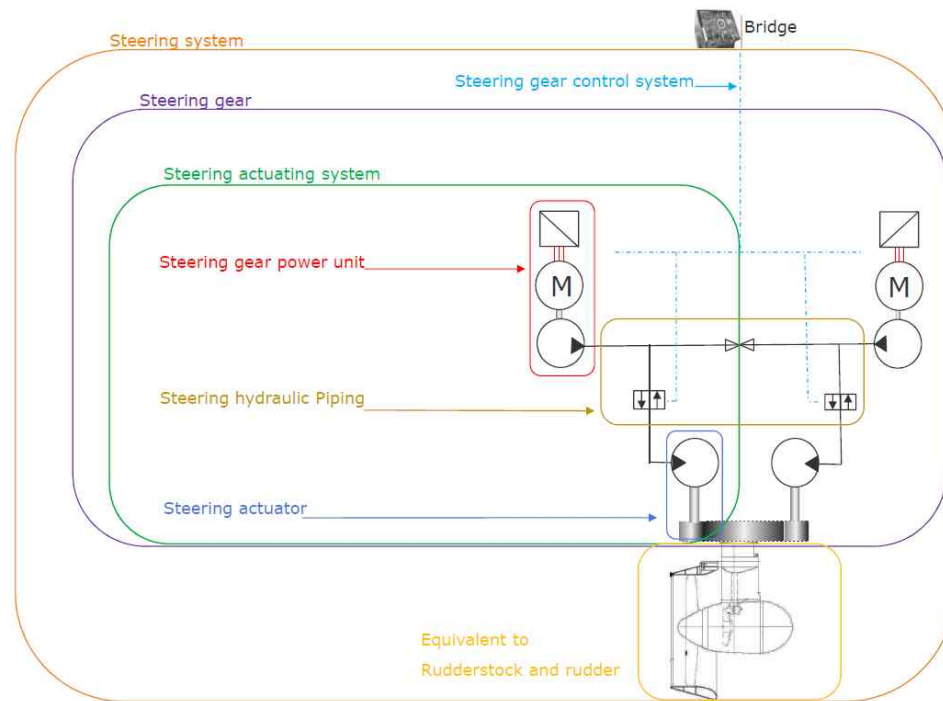 Bridge
Steering system
Steering gear control system
Steering gear
Steering actuating system
Steering gear power unit
M
M
Steering hydraulic Piping
Steering actuator
Equivalent to
Rudderstock and rudder